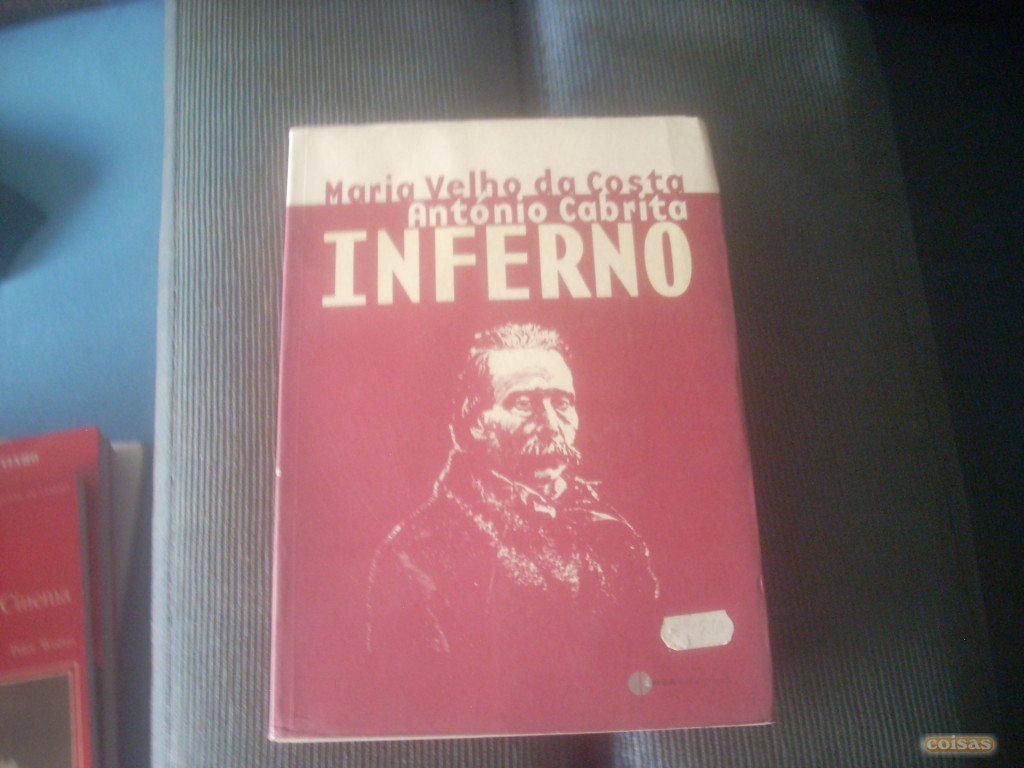 Maria Velho da Costa
António Cabrita
INFERNO
Cinema
coisas